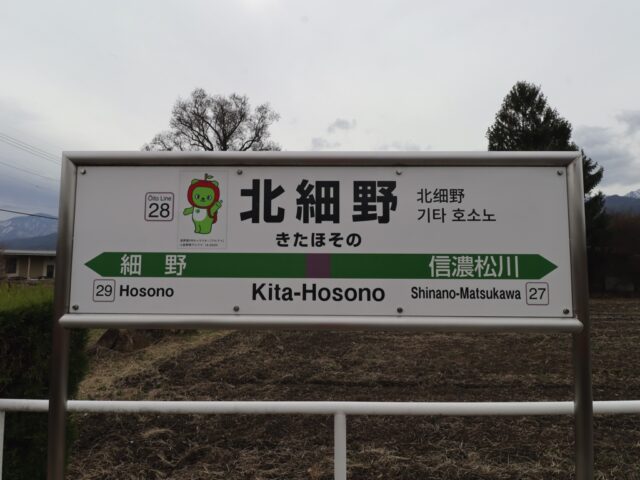 Ōito Line
28
北細野
北細野
기타 호소노
きたほその
細野
信濃松川
29 Hosono
Kita-Hosono
Shinano-Matsukawa 27